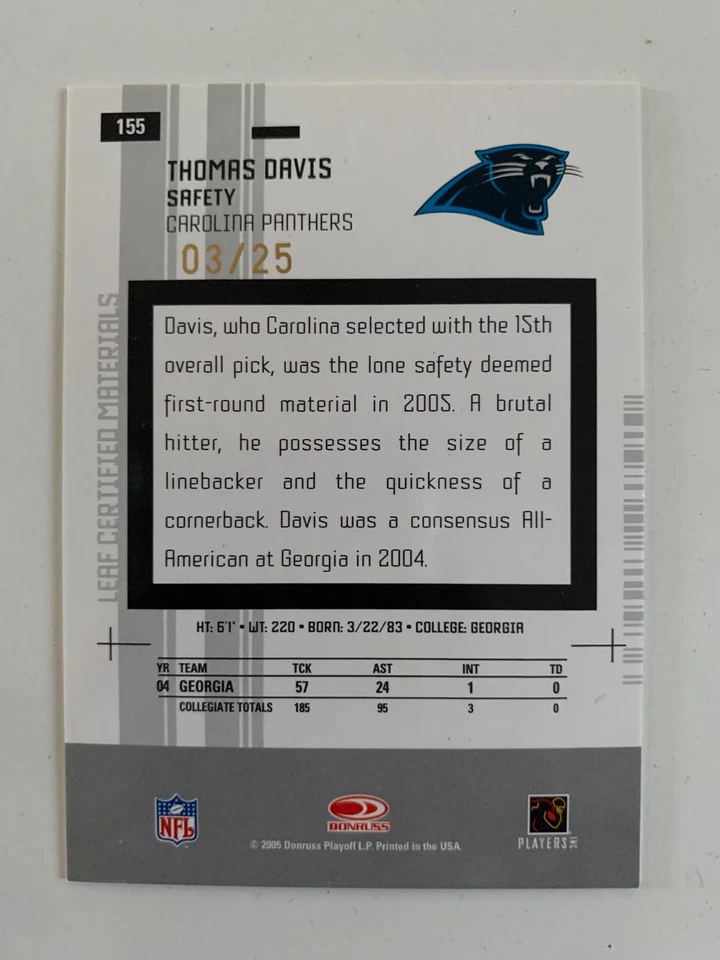 155
THOMAS DAVIS
SAFETY
CAROLINA PANTHERS
03/25
LEAF CERTIFIED MATERIALS
Davis, who Carolina selected with the 15th
overall pick, was the lone safety deemed
first-round material in 2005. A brutal
hitter, he possesses the size of a
linebacker and the quickness of a
cornerback. Davis was a consensus All-
American at Georgia in 2004.
HT: 6'1" • WT: 220 • BORN: 3/22/83 • COLLEGE: GEORGIA
YR TEAM TCK AST INT TD
04 GEORGIA 57 24 1 0
COLLEGIATE TOTALS 185 95 3 0
NFL
DONRUSS
PLAYERS INC
© 2005 Donruss Playoff L.P. Printed in the USA.